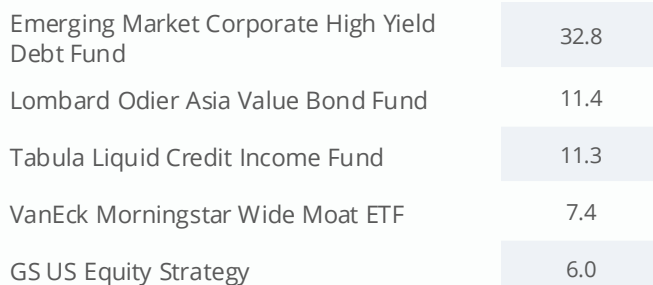 Emerging Market Corporate High Yield
Debt Fund 32.8
Lombard Odier Asia Value Bond Fund 11.4
Tabula Liquid Credit Income Fund 11.3
VanEck Morningstar Wide Moat ETF 7.4
GS US Equity Strategy 6.0